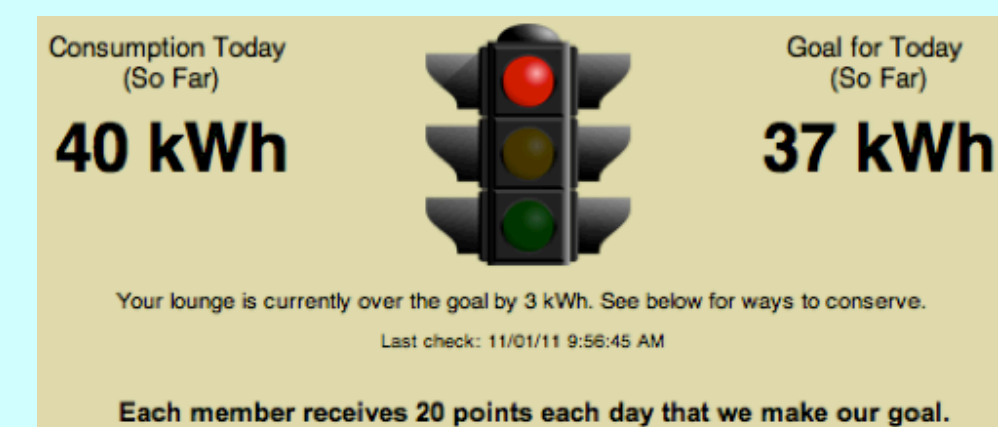 Consumption Today
(So Far)
40 kWh
Goal for Today
(So Far)
37 kWh
Your lounge is currently over the goal by 3 kWh. See below for ways to conserve.
Last check: 11/01/11 9:56:45 AM
Each member receives 20 points each day that we make our goal.